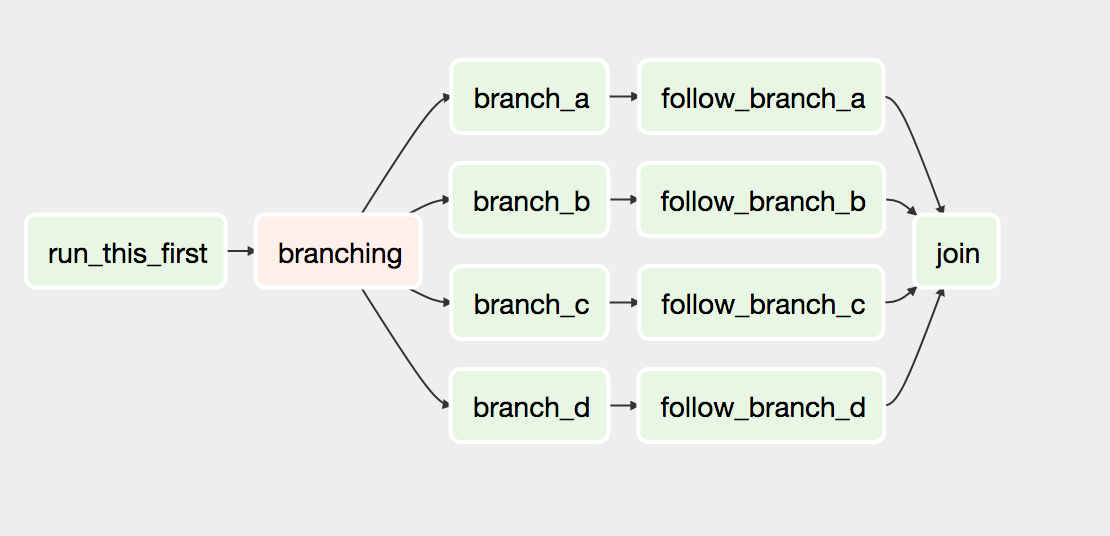 run_this_first
branching
branch_a
follow_branch_a
branch_b
follow_branch_b
branch_c
follow_branch_c
branch_d
follow_branch_d
join